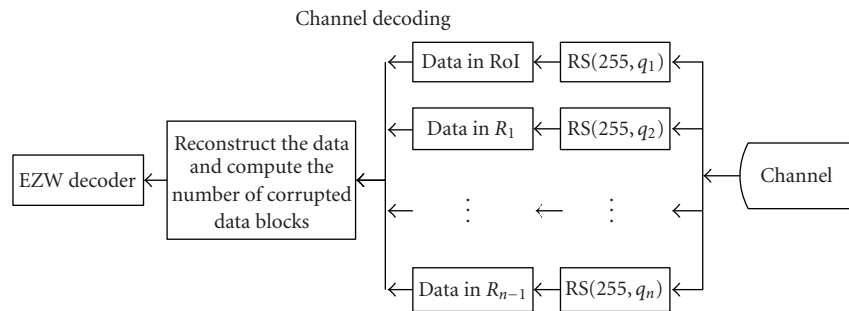 Channel decoding
Data in RoI
RS(255, q₁)
Data in R₁
RS(255, q₂)
Channel
EZW decoder
Reconstruct the data
and compute the
number of corrupted
data blocks
⋮
⋮
Data in Rₙ₋₁
RS(255, qₙ)